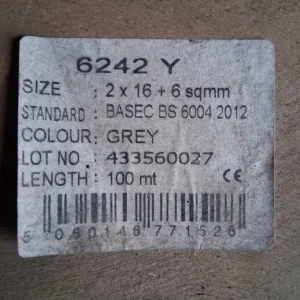 6242 Y
SIZE : 2 x 16 + 6 sqmm
STANDARD : BASEC BS 6004:2012
COLOUR: GREY
LOT NO : 433560027
LENGTH : 100 mt CE
5 060146 771528